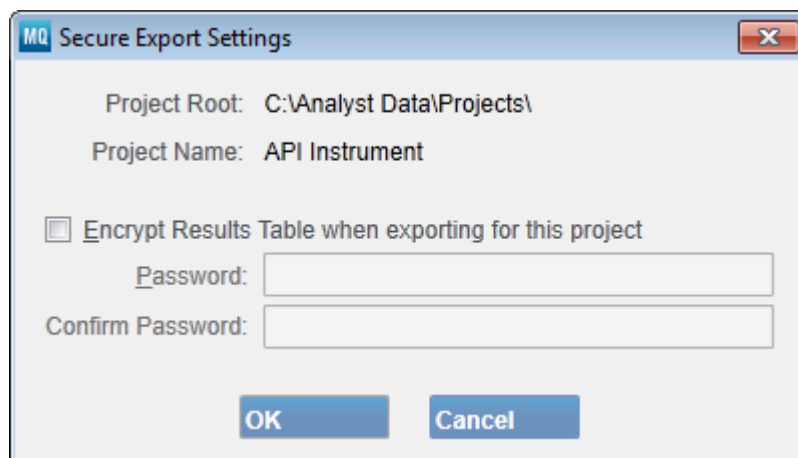 MQ Secure Export Settings
Project Root: C:\Analyst Data\Projects\
Project Name: API Instrument
Encrypt Results Table when exporting for this project
Password:
Confirm Password:
OK Cancel